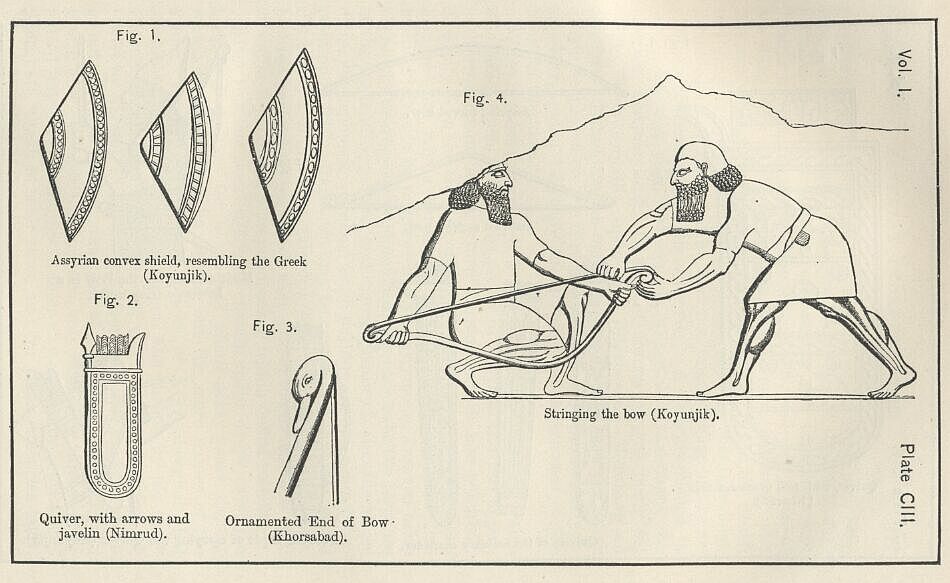 Fig. 1.
Assyrian convex shield, resembling the Greek
(Koyunjik).
Fig. 2.
Quiver, with arrows and
javelin (Nimrud).
Fig. 3.
Ornamented End of Bow
(Khorsabad).
Fig. 4.
Stringing the bow (Koyunjik).
Vol. I.
Plate CIII.